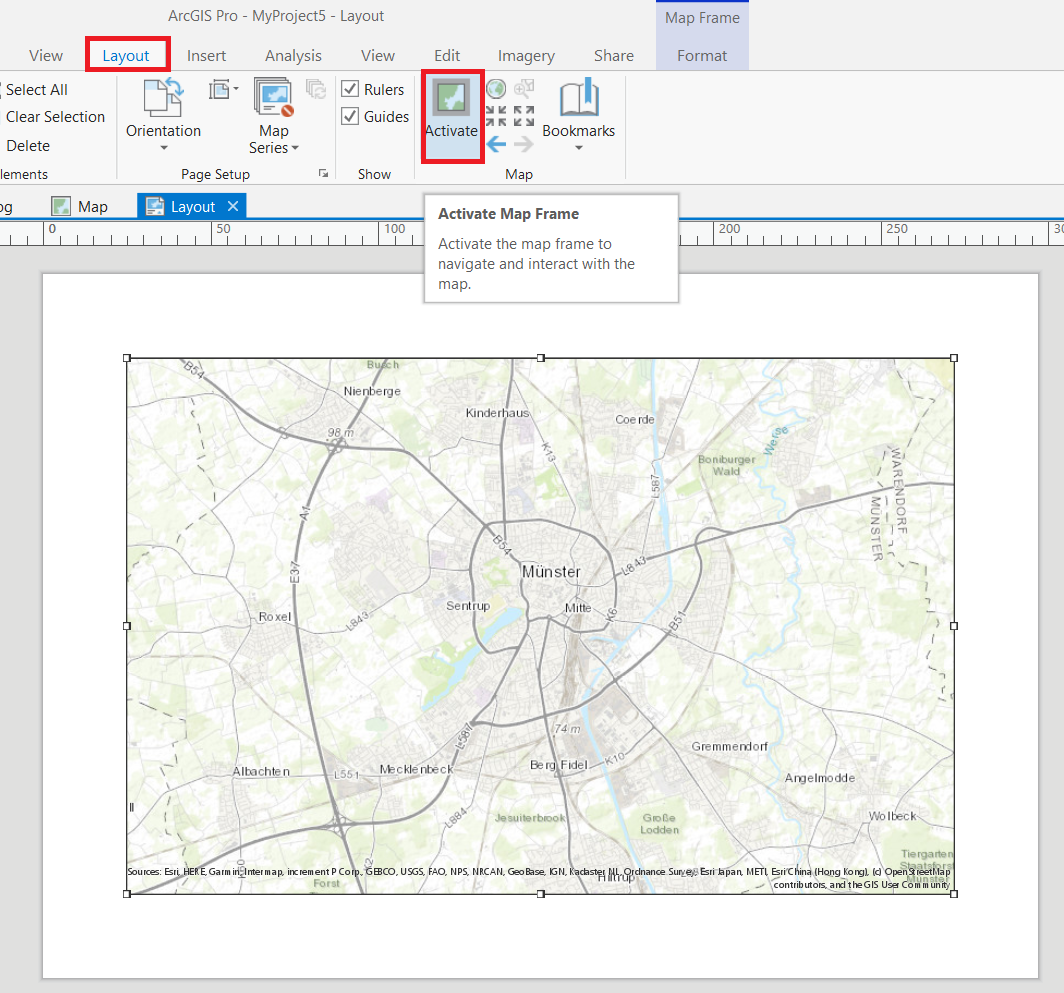 ArcGIS Pro - MyProject5 - Layout
Map Frame
View Layout Insert Analysis View Edit Imagery Share Format
Select All
Clear Selection
Delete
Orientation
Map
Series
Rulers
Guides
Activate
Bookmarks
Page Setup
Show
Map
Map
Layout
0 50 100 200 250
Activate Map Frame
Activate the map frame to
navigate and interact with the
map.
B54
Busch
Nienberge
Kinderhaus
Coerde
98 m
K13
Werse
Boniburger
Wald
L587
WARENDORF
MÜNSTER
A1
B54
Münster
L843
E37
Sentrup
Mitte
K6
Roxel
L843
B51
L587
74 m
Gremmendorf
Albachten
L551
Mecklenbeck
Berg Fidel
K10
Angelmodde
L884
Jesuiterbrook
Große
Lodden
Wolbeck
Tiergarten
Staatsforst
Münster
K2
Forst
Hiltrup
Sources: Esri, HERE, Garmin, Intermap, increment P Corp., GEBCO, USGS, FAO, NPS, NRCAN, GeoBase, IGN, Kadaster NL, Ordnance Survey, Esri Japan, METI, Esri China (Hong Kong), (c) OpenStreetMap
contributors, and the GIS User Community